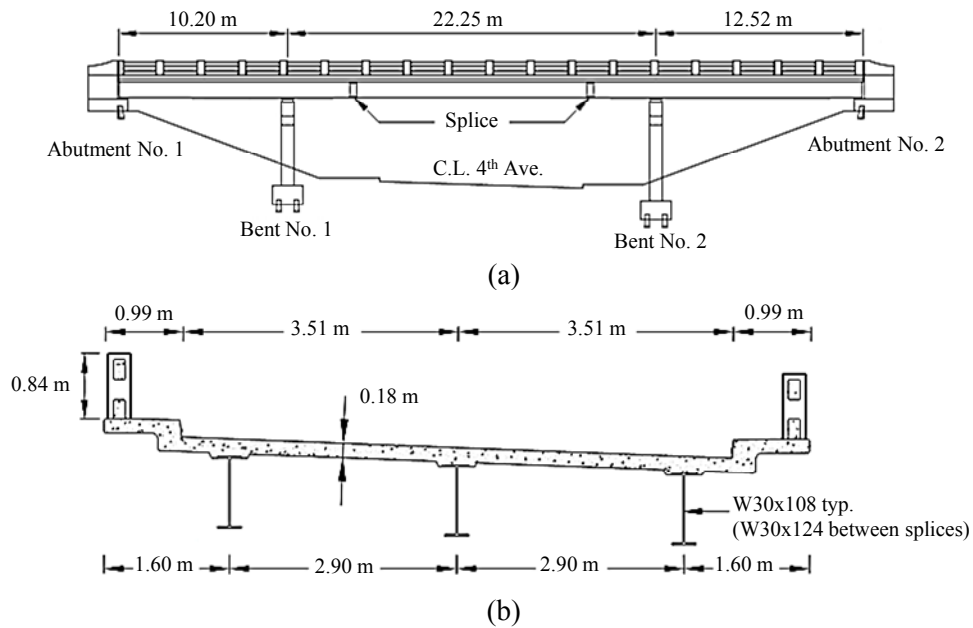 10.20 m
22.25 m
12.52 m
Splice
Abutment No. 1
Abutment No. 2
C.L. 4th Ave.
Bent No. 1
Bent No. 2
(a)
0.99 m
3.51 m
3.51 m
0.99 m
0.84 m
0.18 m
W30x108 typ.
(W30x124 between splices)
1.60 m
2.90 m
2.90 m
1.60 m
(b)